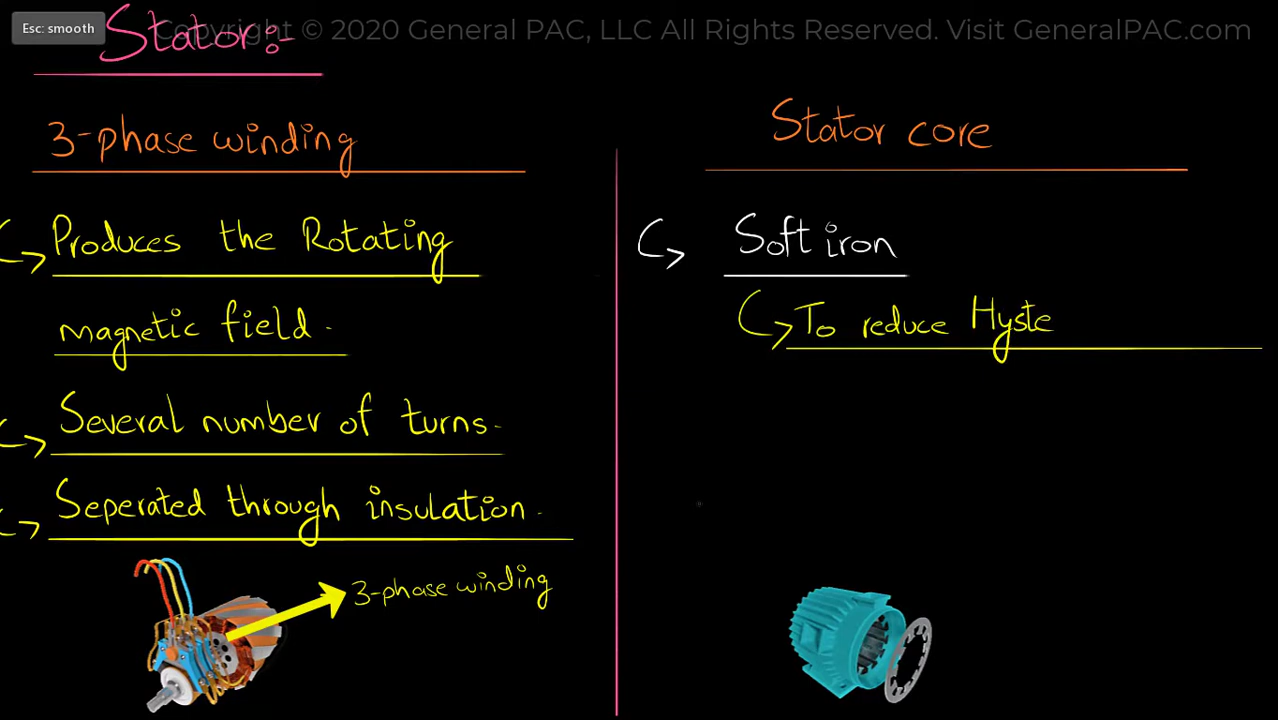 Esc: smooth
Copyright © 2020 General PAC, LLC All Rights Reserved. Visit GeneralPAC.com
Stator:-
3-phase winding
Produces the Rotating
magnetic field.
Several number of turns.
Seperated through insulation.
3-phase winding
Stator core
Soft iron
To reduce Hyste